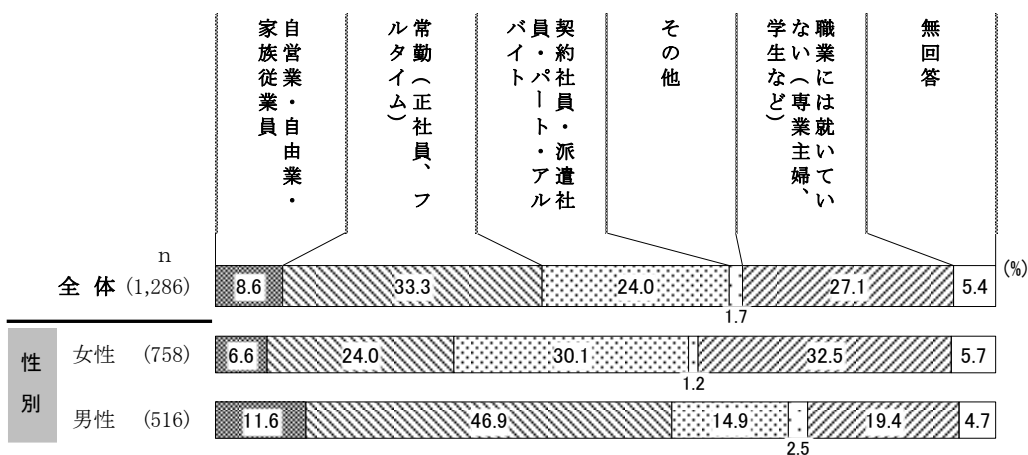 自営業・自由業・
家族従業員
常勤（正社員、フ
ルタイム）
契約社員・派遣社
員・パート・アル
バイト
その他
職業には就いてい
ない（専業主婦、
学生など）
無回答
n
(%)
全 体 (1,286) 8.6 33.3 24.0 1.7 27.1 5.4
性別
女性 (758) 6.6 24.0 30.1 1.2 32.5 5.7
男性 (516) 11.6 46.9 14.9 2.5 19.4 4.7